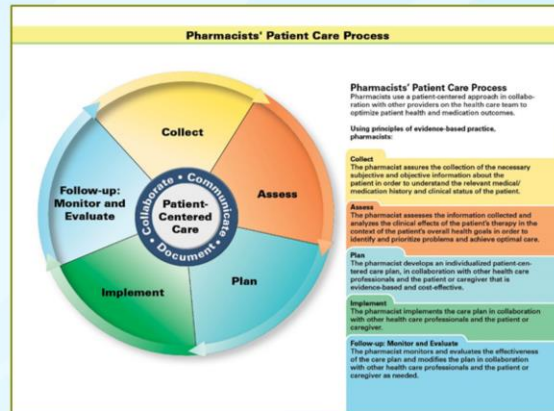 Pharmacists' Patient Care Process
Collect
Assess
Plan
Implement
Follow-up:
Monitor and
Evaluate
Collaborate • Communicate • Document •
Patient-
Centered
Care
Pharmacists' Patient Care Process
Pharmacists use a patient-centered approach in collabo-
ration with other providers on the health care team to
optimize patient health and medication outcomes.
Using principles of evidence-based practice,
pharmacists:
Collect
The pharmacist assures the collection of the necessary
subjective and objective information about the
patient in order to understand the relevant medical/
medication history and clinical status of the patient.
Assess
The pharmacist assesses the information collected and
analyzes the clinical effects of the patient's therapy in the
context of the patient's overall health goals in order to
identify and prioritize problems and achieve optimal care.
Plan
The pharmacist develops an individualized patient-cen-
tered care plan, in collaboration with other health care
professionals and the patient or caregiver that is
evidence-based and cost-effective.
Implement
The pharmacist implements the care plan in collaboration
with other health care professionals and the patient or
caregiver.
Follow-up: Monitor and Evaluate
The pharmacist monitors and evaluates the effectiveness
of the care plan and modifies the plan in collaboration
with other health care professionals and the patient or
caregiver as needed.